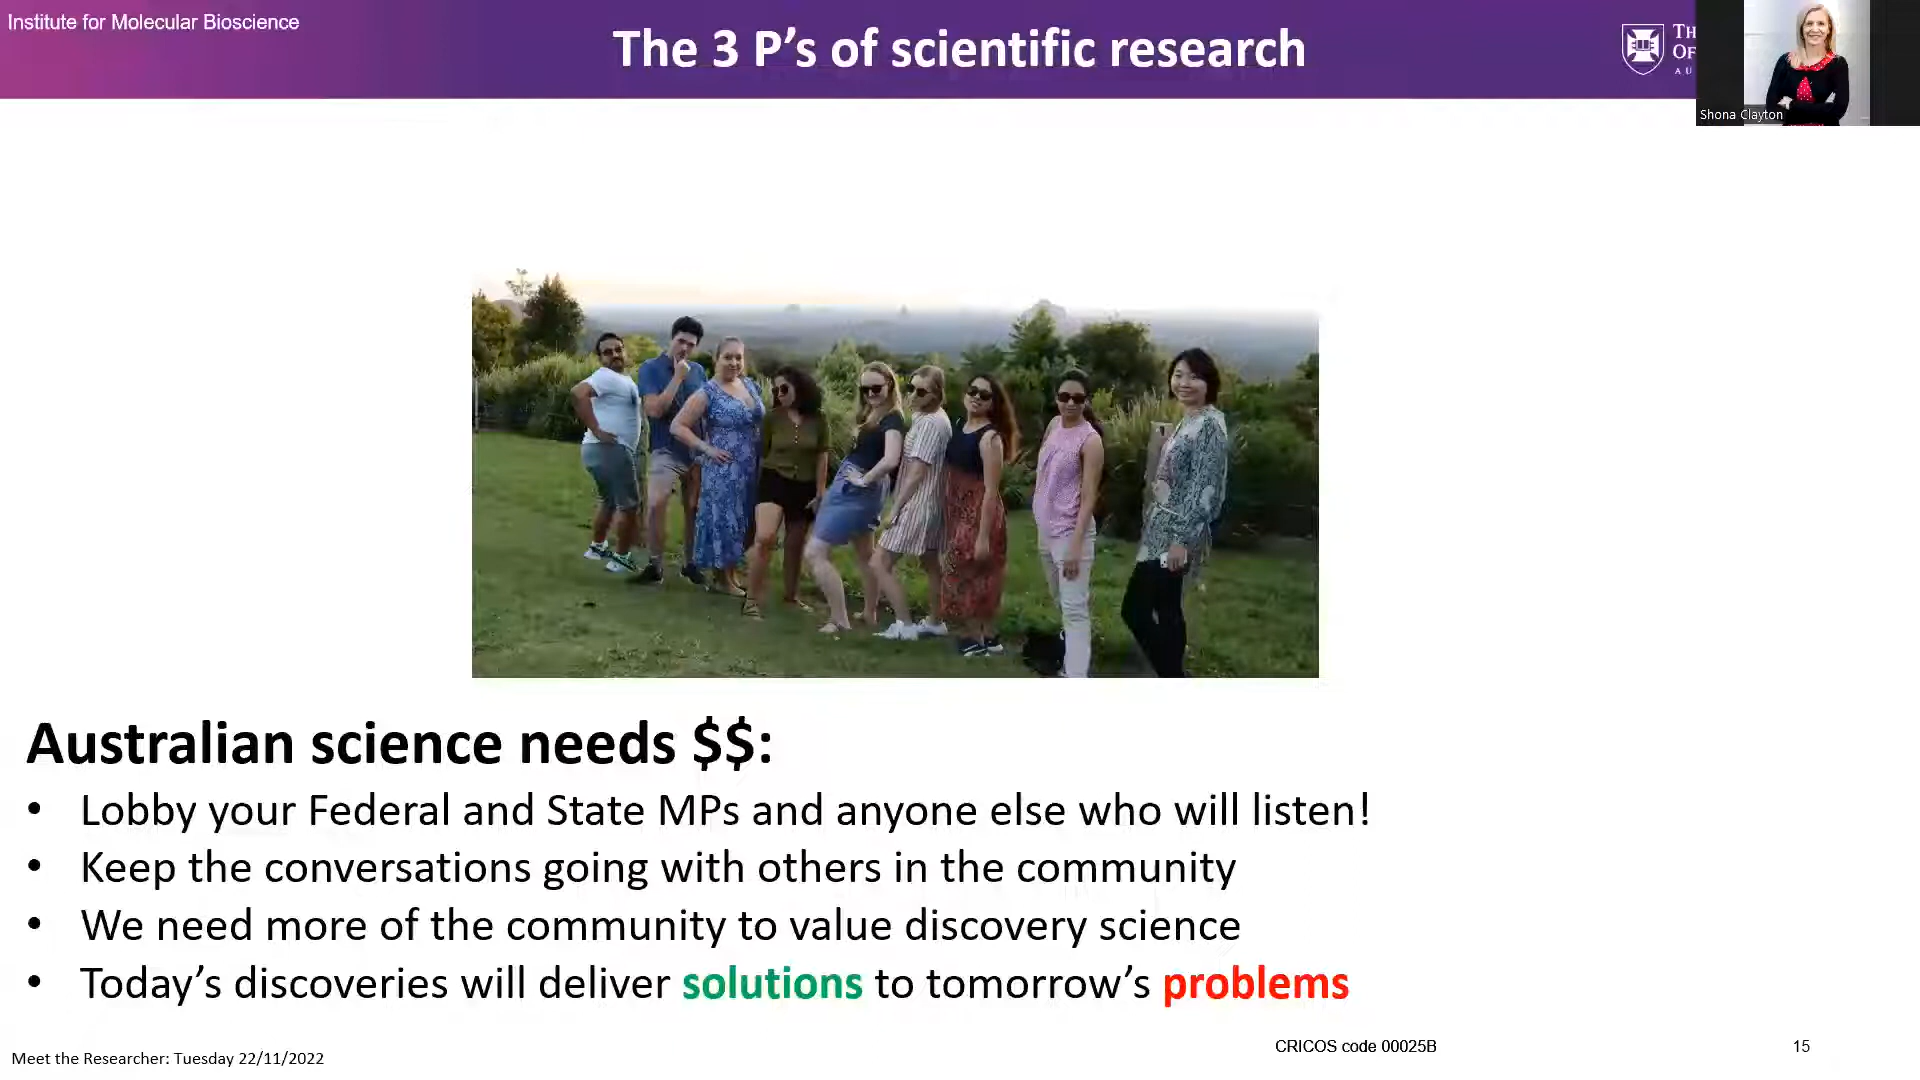 Institute for Molecular Bioscience
The 3 P’s of scientific research
Shona Clayton
Australian science needs $$:
• Lobby your Federal and State MPs and anyone else who will listen!
• Keep the conversations going with others in the community
• We need more of the community to value discovery science
• Today’s discoveries will deliver solutions to tomorrow’s problems
Meet the Researcher: Tuesday 22/11/2022
CRICOS code 00025B
15